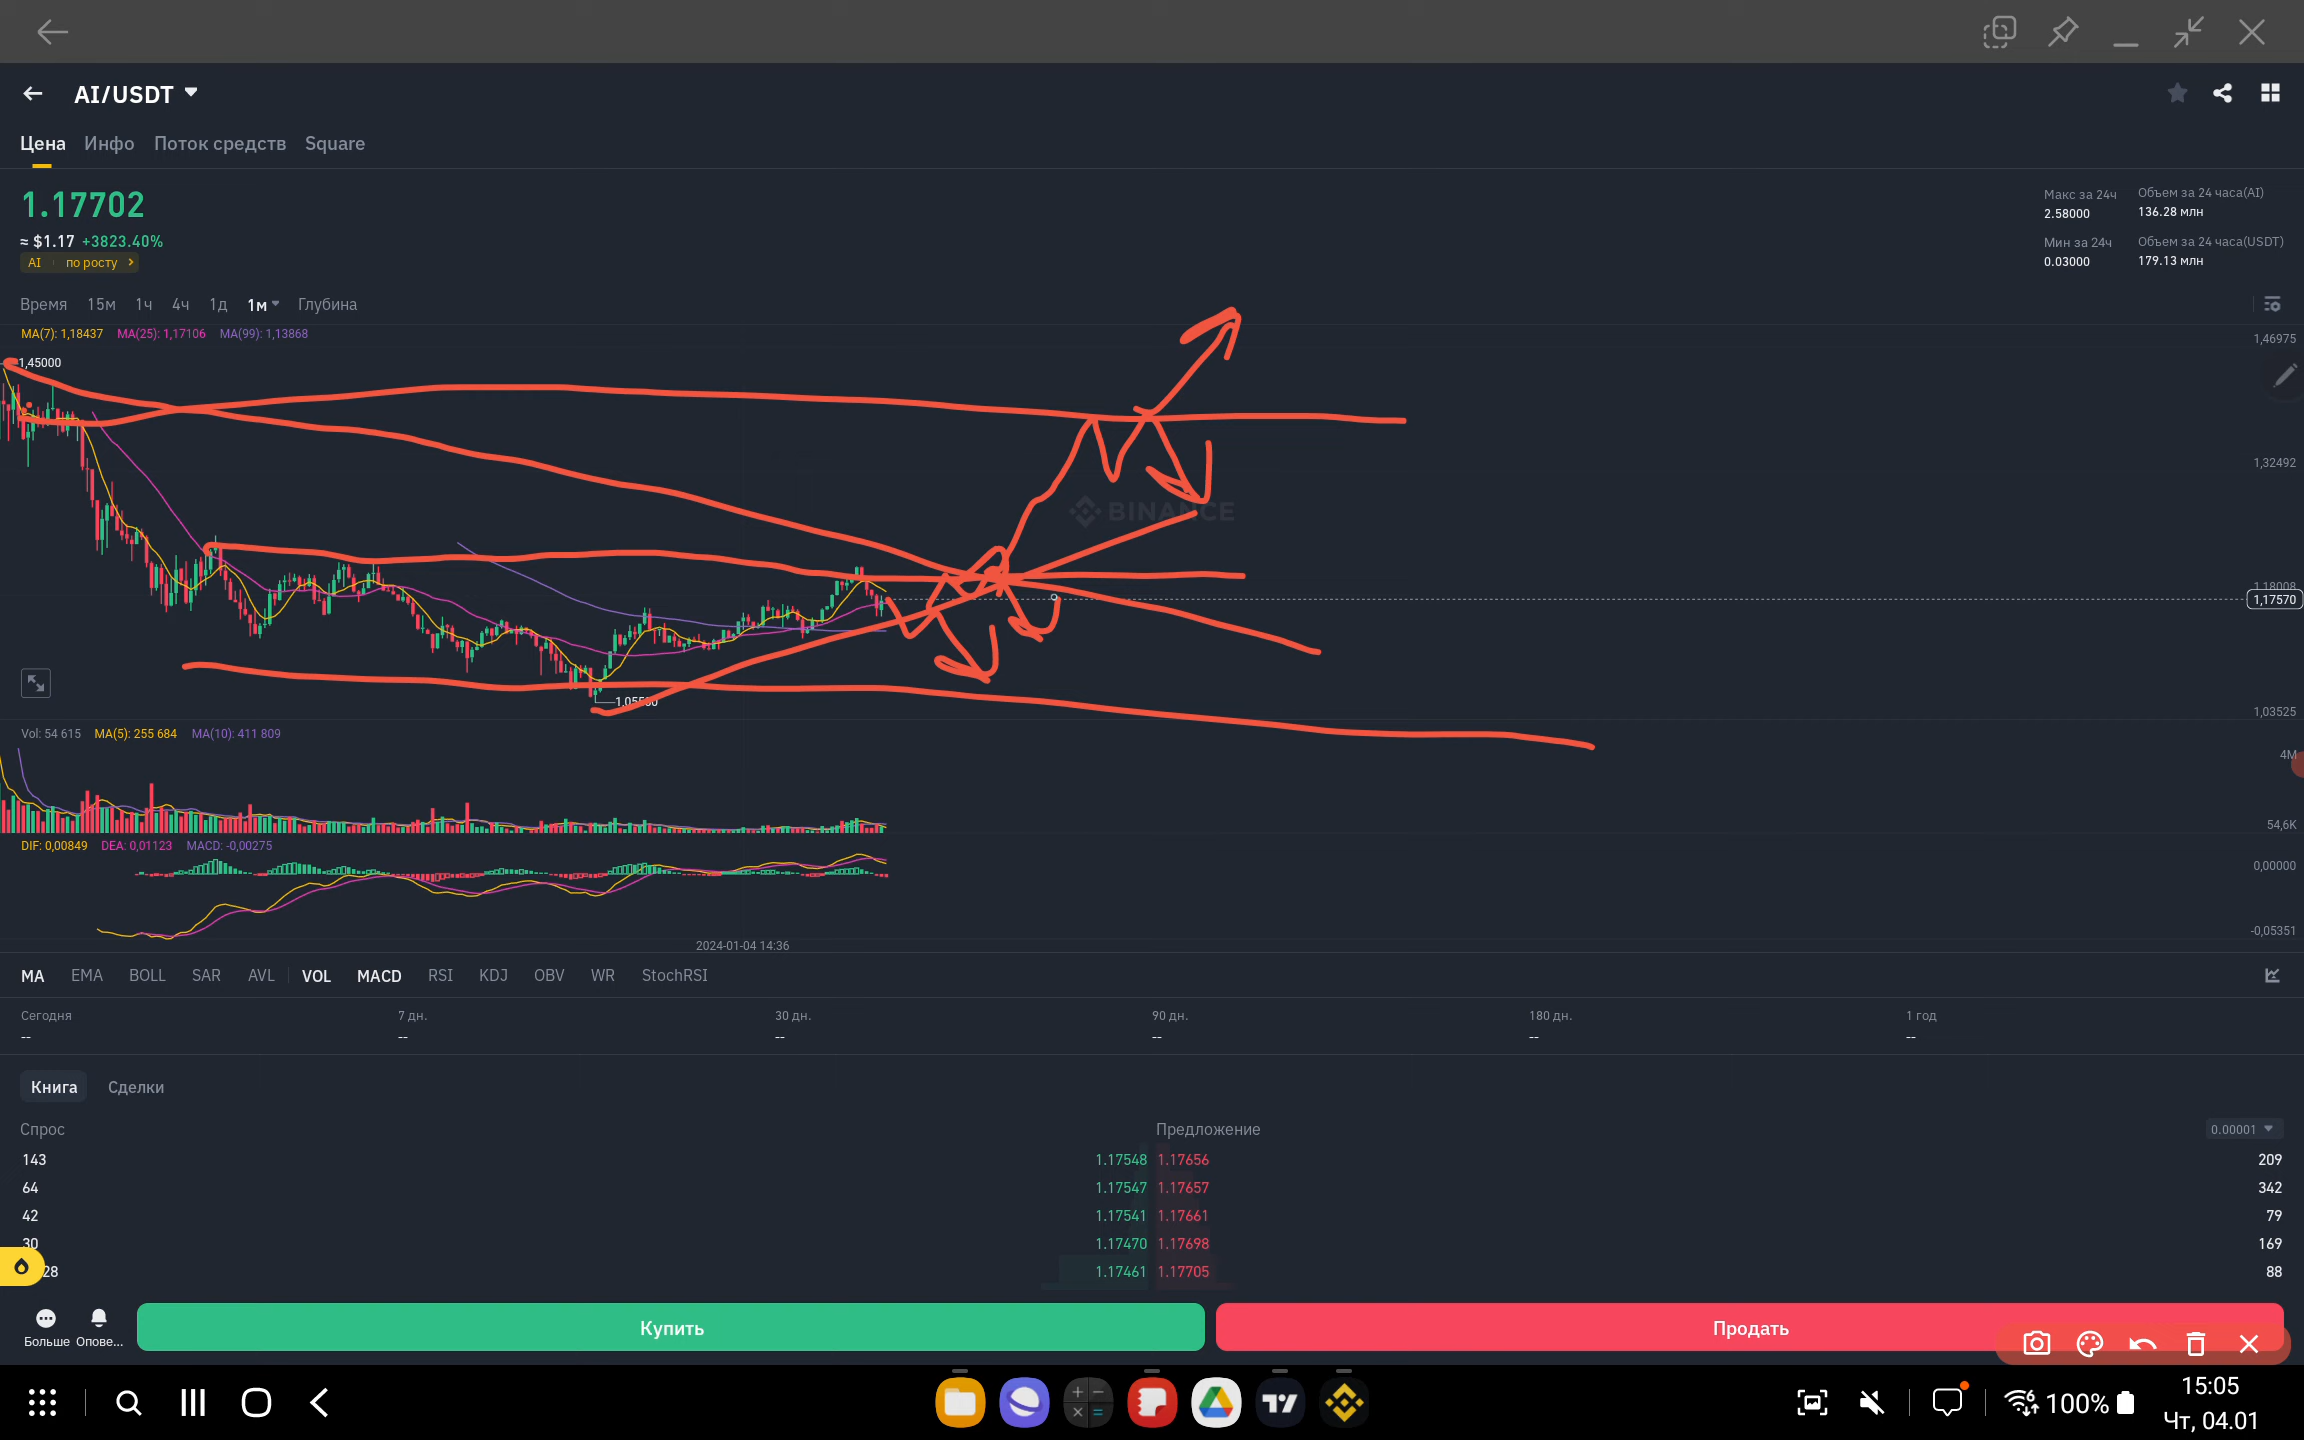 AI/USDT
Цена Инфо Поток средств Square
1.17702
≈ $1.17 +3823.40%
AI по росту
Макс за 24ч
2.58000
Объем за 24 часа(AI)
136.28 млн
Мин за 24ч
0.03000
Объем за 24 часа(USDT)
179.13 млн
Время 15м 1ч 4ч 1д 1м Глубина
MA(7): 1,18437 MA(25): 1,17106 MA(99): 1,13868
1,46975
1,45000
1,32492
BINANCE
1,18008
1,17570
1,03525
Vol: 54 615 MA(5): 255 684 MA(10): 411 809
4M
54,6K
DIF: 0,00849 DEA: 0,01123 MACD: -0,00275
0,00000
-0,05351
2024-01-04 14:36
MA EMA BOLL SAR AVL VOL MACD RSI KDJ OBV WR StochRSI
Сегодня 7 дн. 30 дн. 90 дн. 180 дн. 1 год
-- -- -- -- -- --
Книга Сделки
Спрос Предложение 0.00001
143 1.17548 1.17656 209
64 1.17547 1.17657 342
42 1.17541 1.17661 79
30 1.17470 1.17698 169
28 1.17461 1.17705 88
Больше Опове...
Купить
Продать
100%
15:05
Чт, 04.01